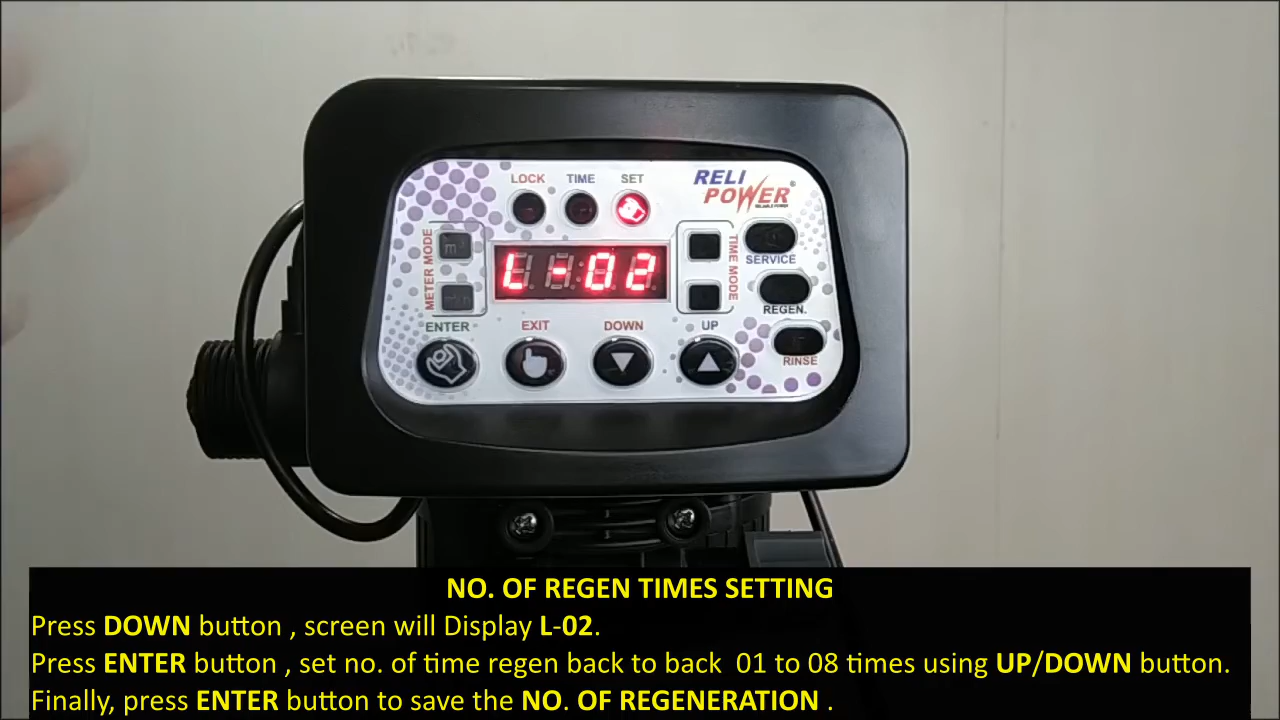 LOCK TIME SET
RELI
POWER
RELIABLE POWER
METER MODE
TIME MODE
L-02
SERVICE
REGEN.
RINSE
ENTER EXIT DOWN UP
NO. OF REGEN TIMES SETTING
Press DOWN button , screen will Display L-02.
Press ENTER button , set no. of time regen back to back 01 to 08 times using UP/DOWN button.
Finally, press ENTER button to save the NO. OF REGENERATION .